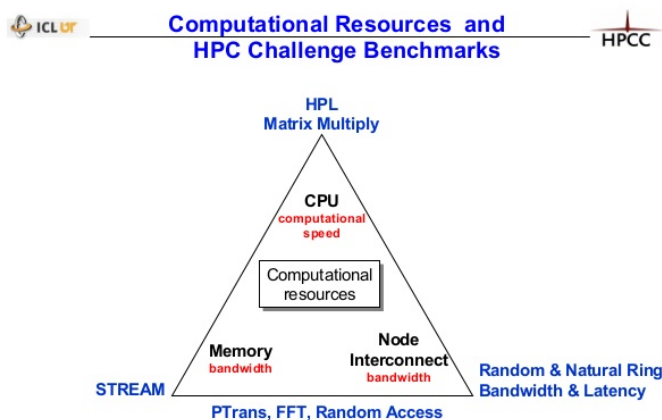 ICL UT
Computational Resources and
HPC Challenge Benchmarks
HPCC
HPL
Matrix Multiply
CPU
computational
speed
Computational
resources
Memory
bandwidth
Node
Interconnect
bandwidth
STREAM
Random & Natural Ring
Bandwidth & Latency
PTrans, FFT, Random Access